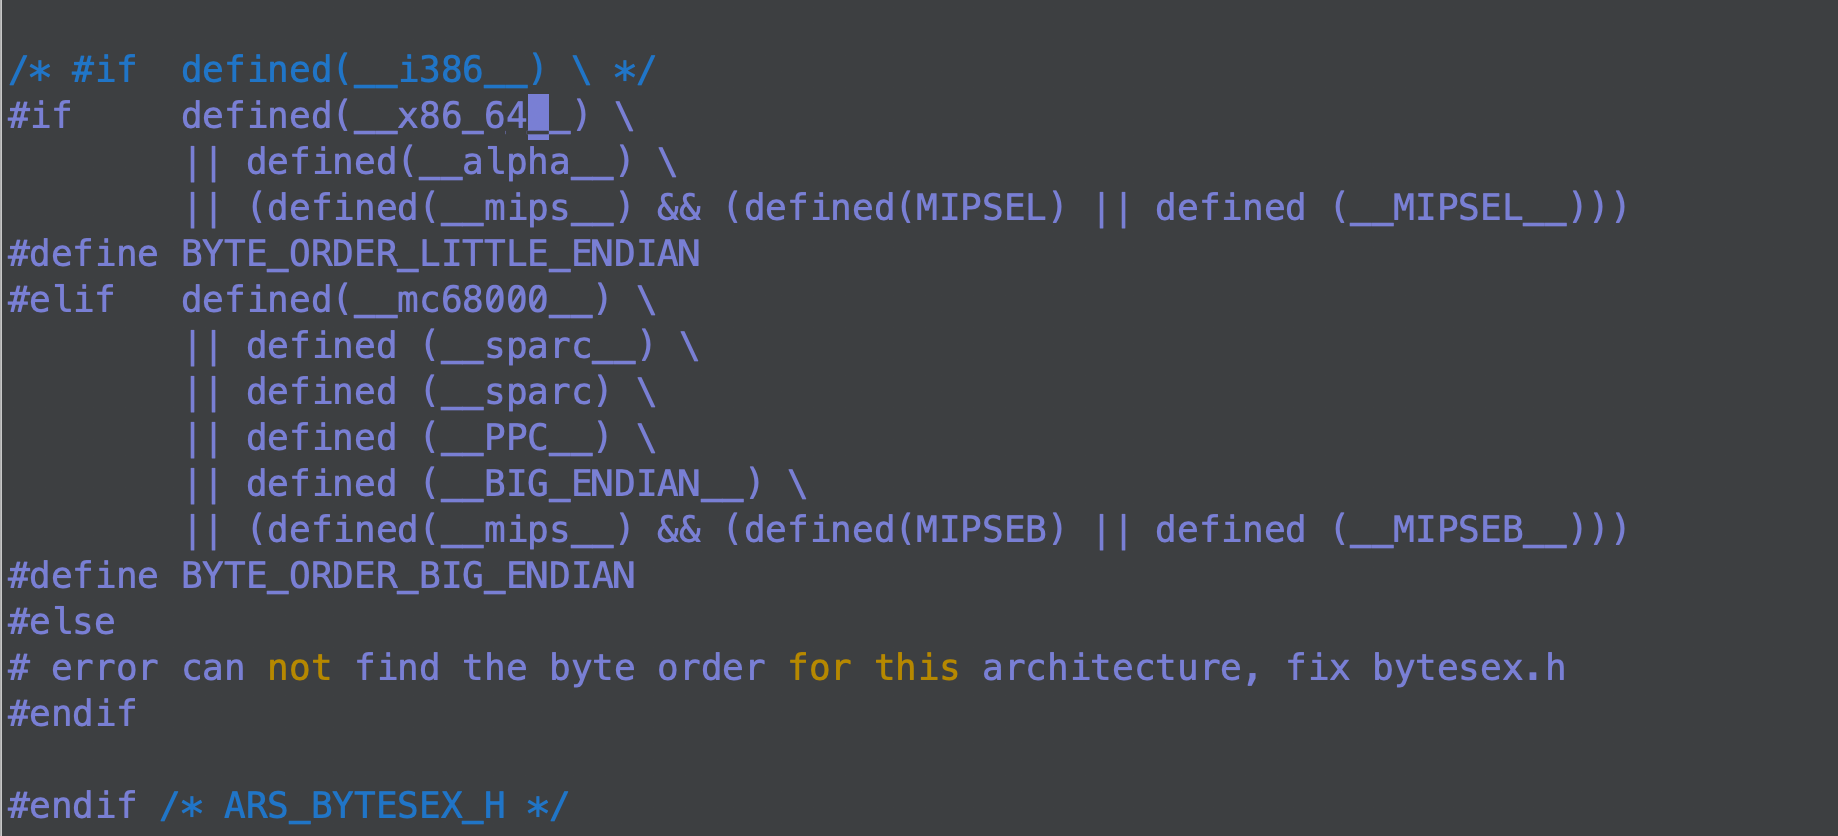 /* #if  defined(__i386__) \ */
#if     defined(__x86_64__) \
        || defined(__alpha__) \
        || (defined(__mips__) && (defined(MIPSEL) || defined (__MIPSEL__)))
#define BYTE_ORDER_LITTLE_ENDIAN
#elif   defined(__mc68000__) \
        || defined (__sparc__) \
        || defined (__sparc) \
        || defined (__PPC__) \
        || defined (__BIG_ENDIAN__) \
        || (defined(__mips__) && (defined(MIPSEB) || defined (__MIPSEB__)))
#define BYTE_ORDER_BIG_ENDIAN
#else
# error can not find the byte order for this architecture, fix bytesex.h
#endif
#endif /* ARS_BYTESEX_H */